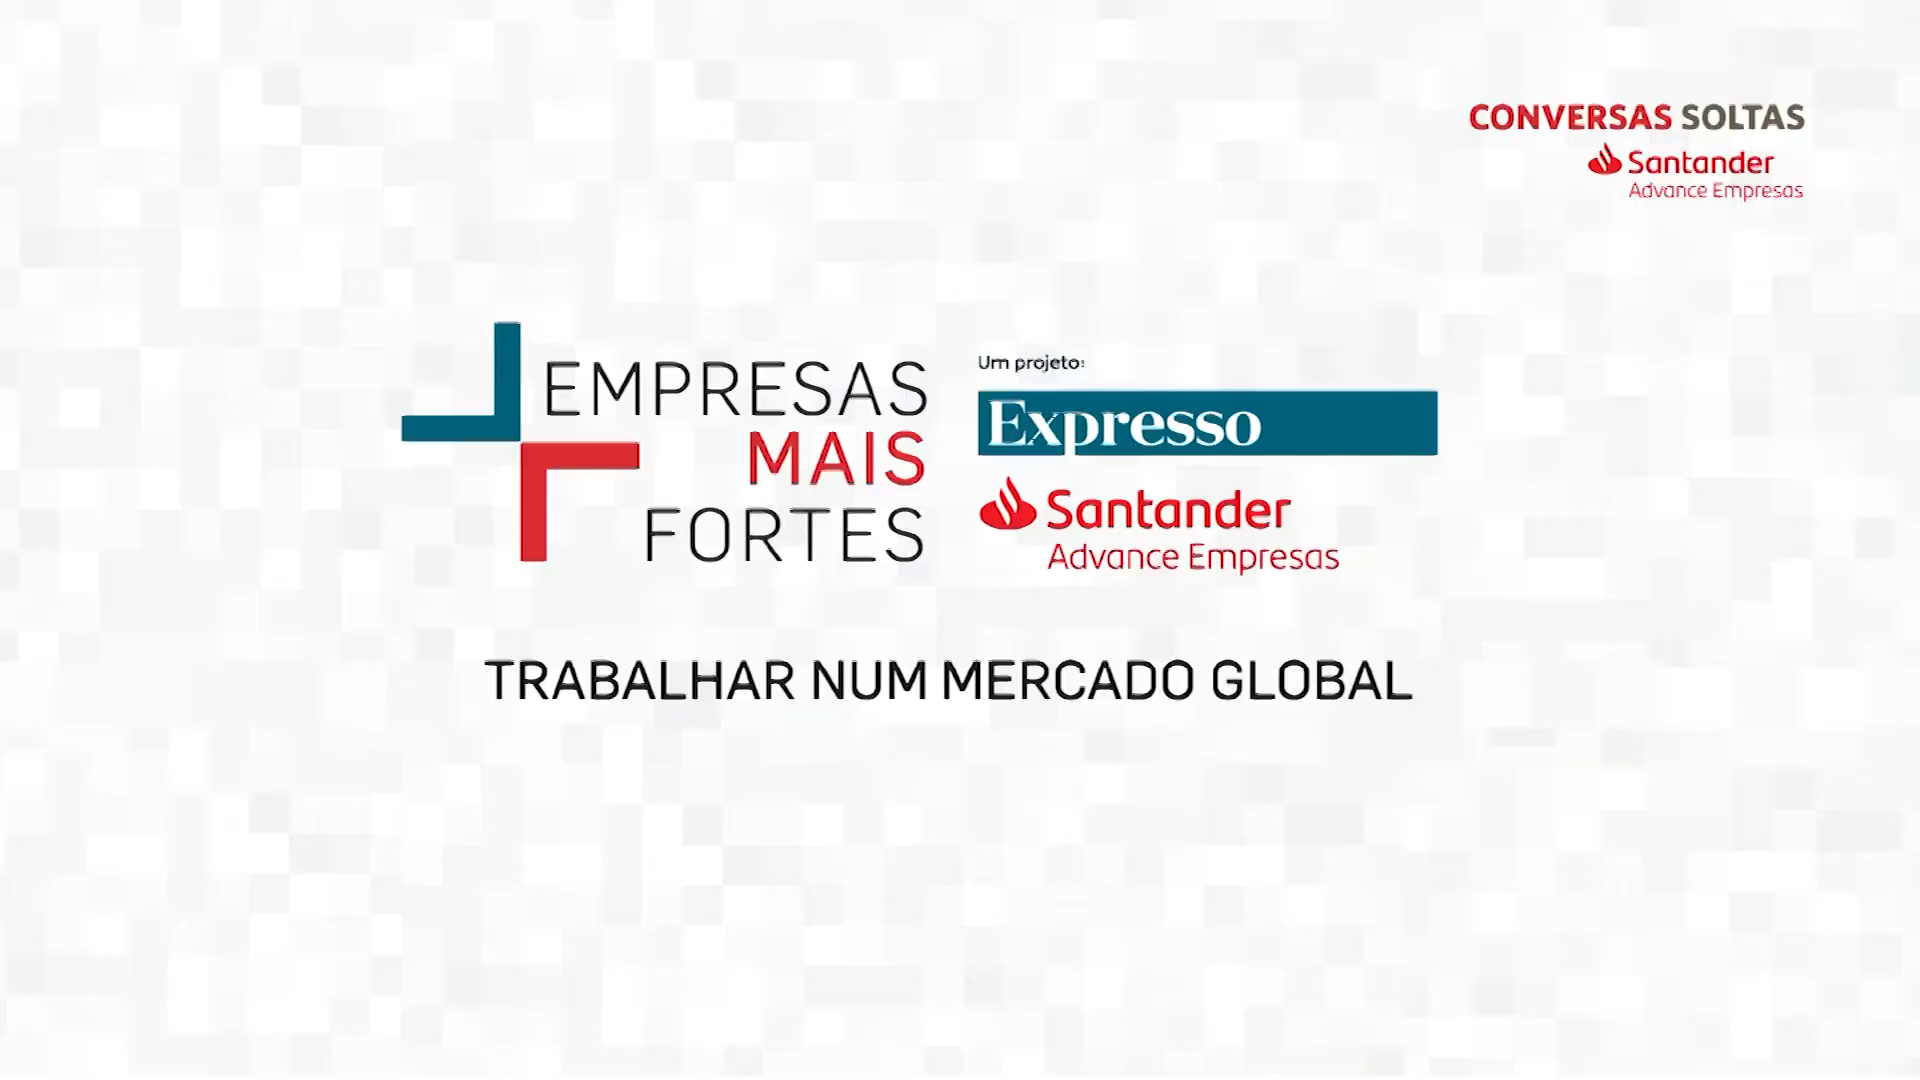 CONVERSAS SOLTAS
Santander
Advance Empresas
EMPRESAS
MAIS
FORTES
Um projeto:
Expresso
Santander
Advance Empresas
TRABALHAR NUM MERCADO GLOBAL